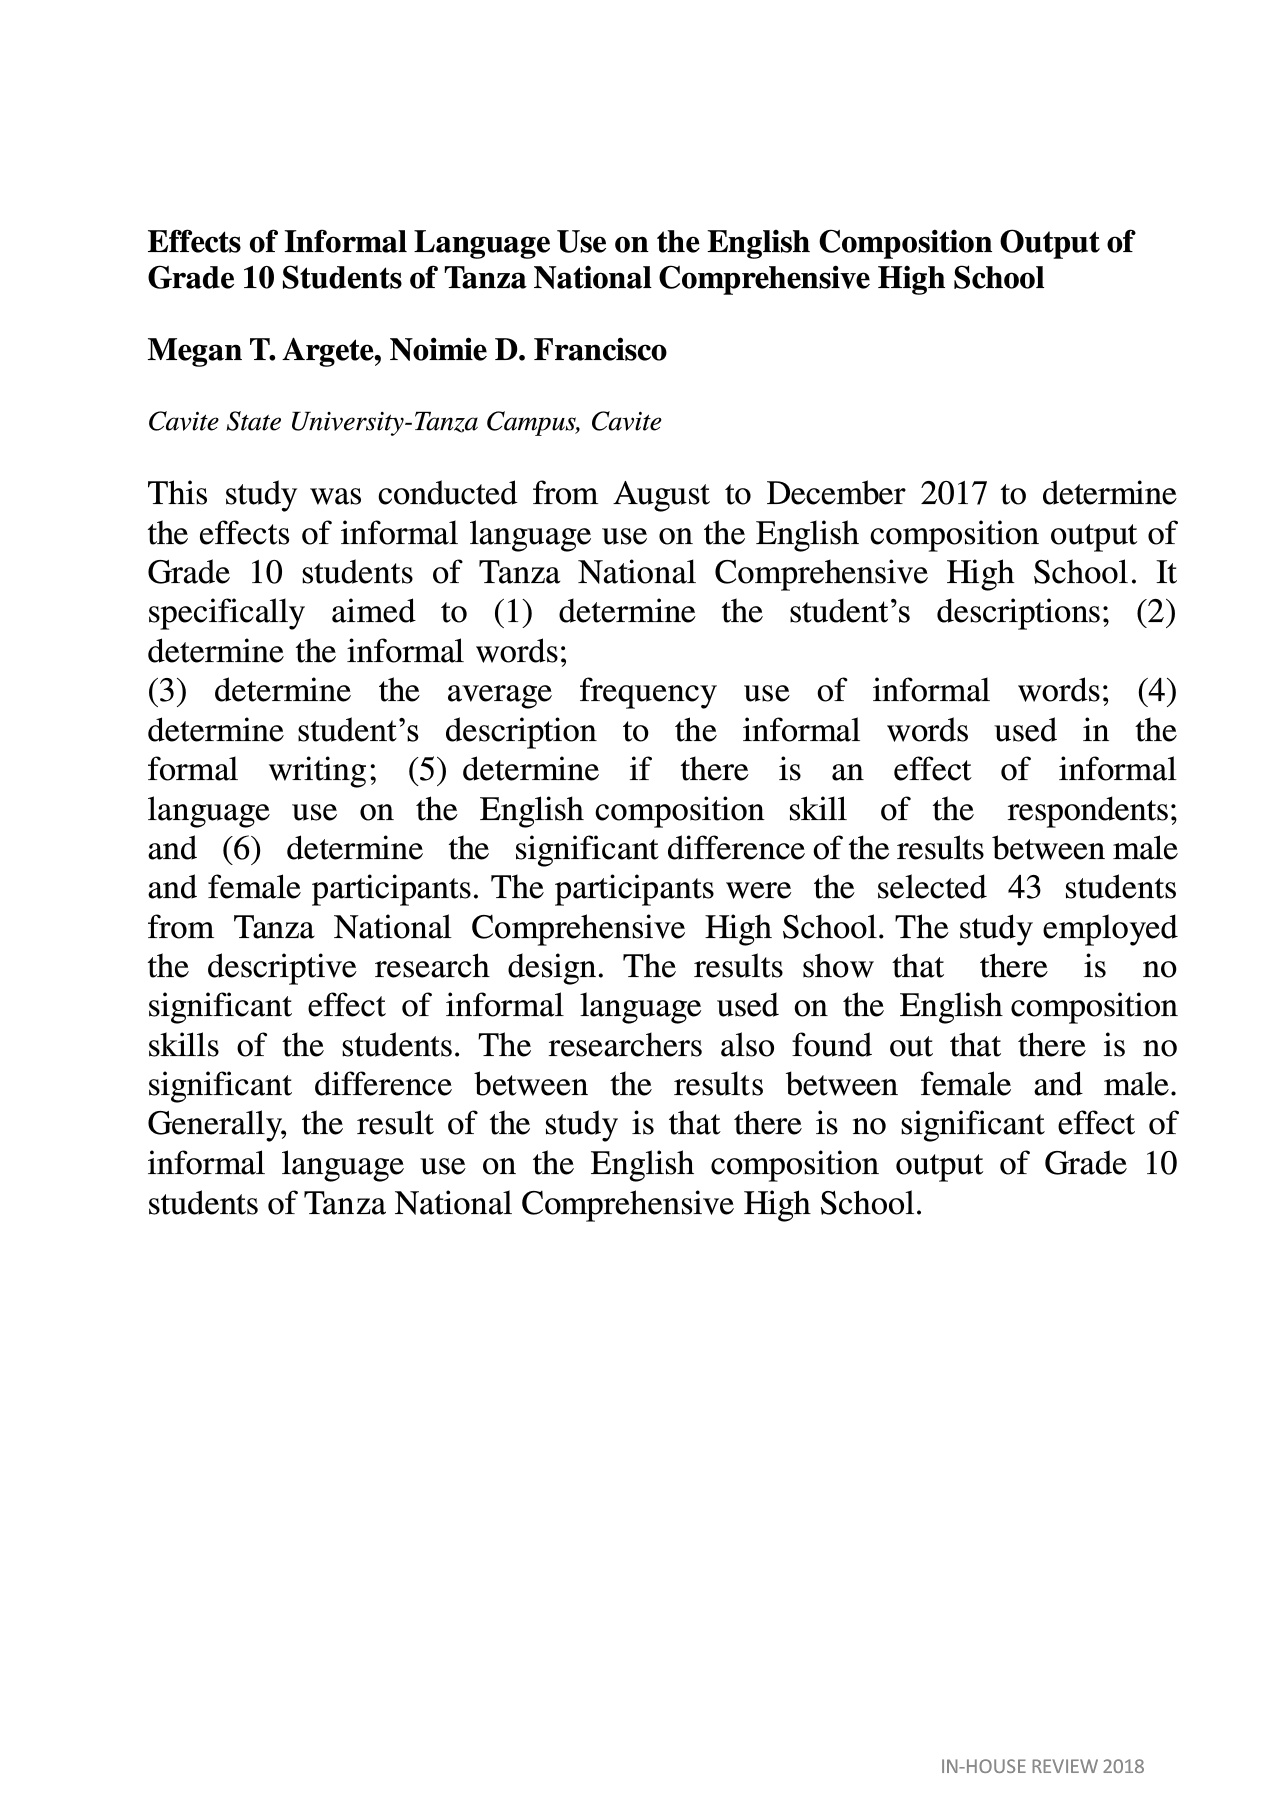 Effects of Informal Language Use on the English Composition Output of
Grade 10 Students of Tanza National Comprehensive High School
Megan T. Argete, Noimie D. Francisco
Cavite State University-Tanza Campus, Cavite
This study was conducted from August to December 2017 to determine
the effects of informal language use on the English composition output of
Grade 10 students of Tanza National Comprehensive High School. It
specifically aimed to (1) determine the student’s descriptions; (2)
determine the informal words;
(3) determine the average frequency use of informal words; (4)
determine student’s description to the informal words used in the
formal writing; (5) determine if there is an effect of informal
language use on the English composition skill of the respondents;
and (6) determine the significant difference of the results between male
and female participants. The participants were the selected 43 students
from Tanza National Comprehensive High School. The study employed
the descriptive research design. The results show that there is no
significant effect of informal language used on the English composition
skills of the students. The researchers also found out that there is no
significant difference between the results between female and male.
Generally, the result of the study is that there is no significant effect of
informal language use on the English composition output of Grade 10
students of Tanza National Comprehensive High School.
IN-HOUSE REVIEW 2018